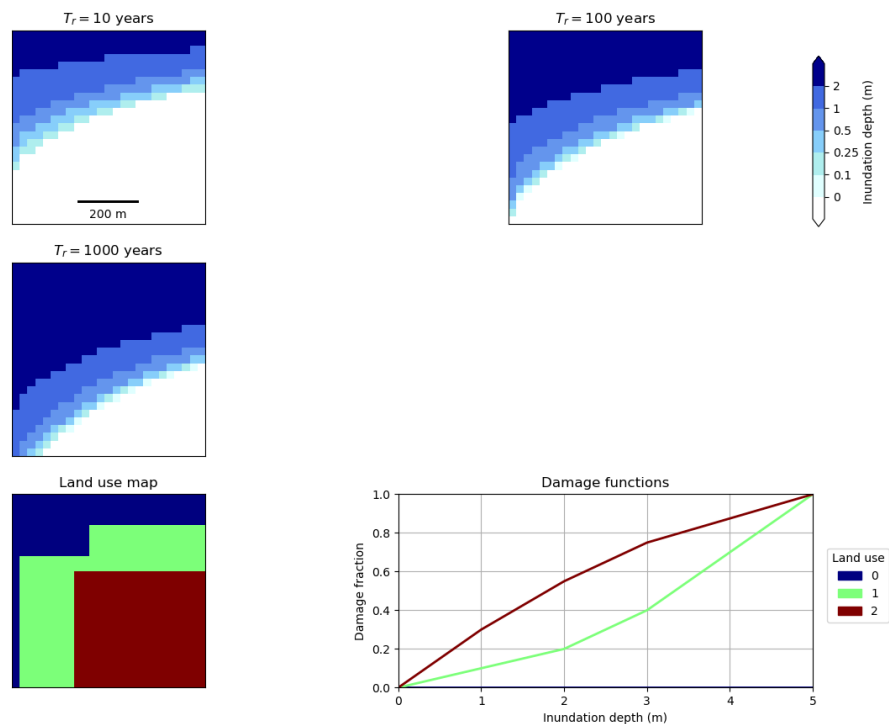 T_r = 10 years
T_r = 100 years
200 m
2
1
0.5
0.25
0.1
0
Inundation depth (m)
T_r = 1000 years
Land use map
Damage functions
1.0
0.8
0.6
0.4
0.2
0.0
Damage fraction
0 1 2 3 4 5
Inundation depth (m)
Land use
0
1
2